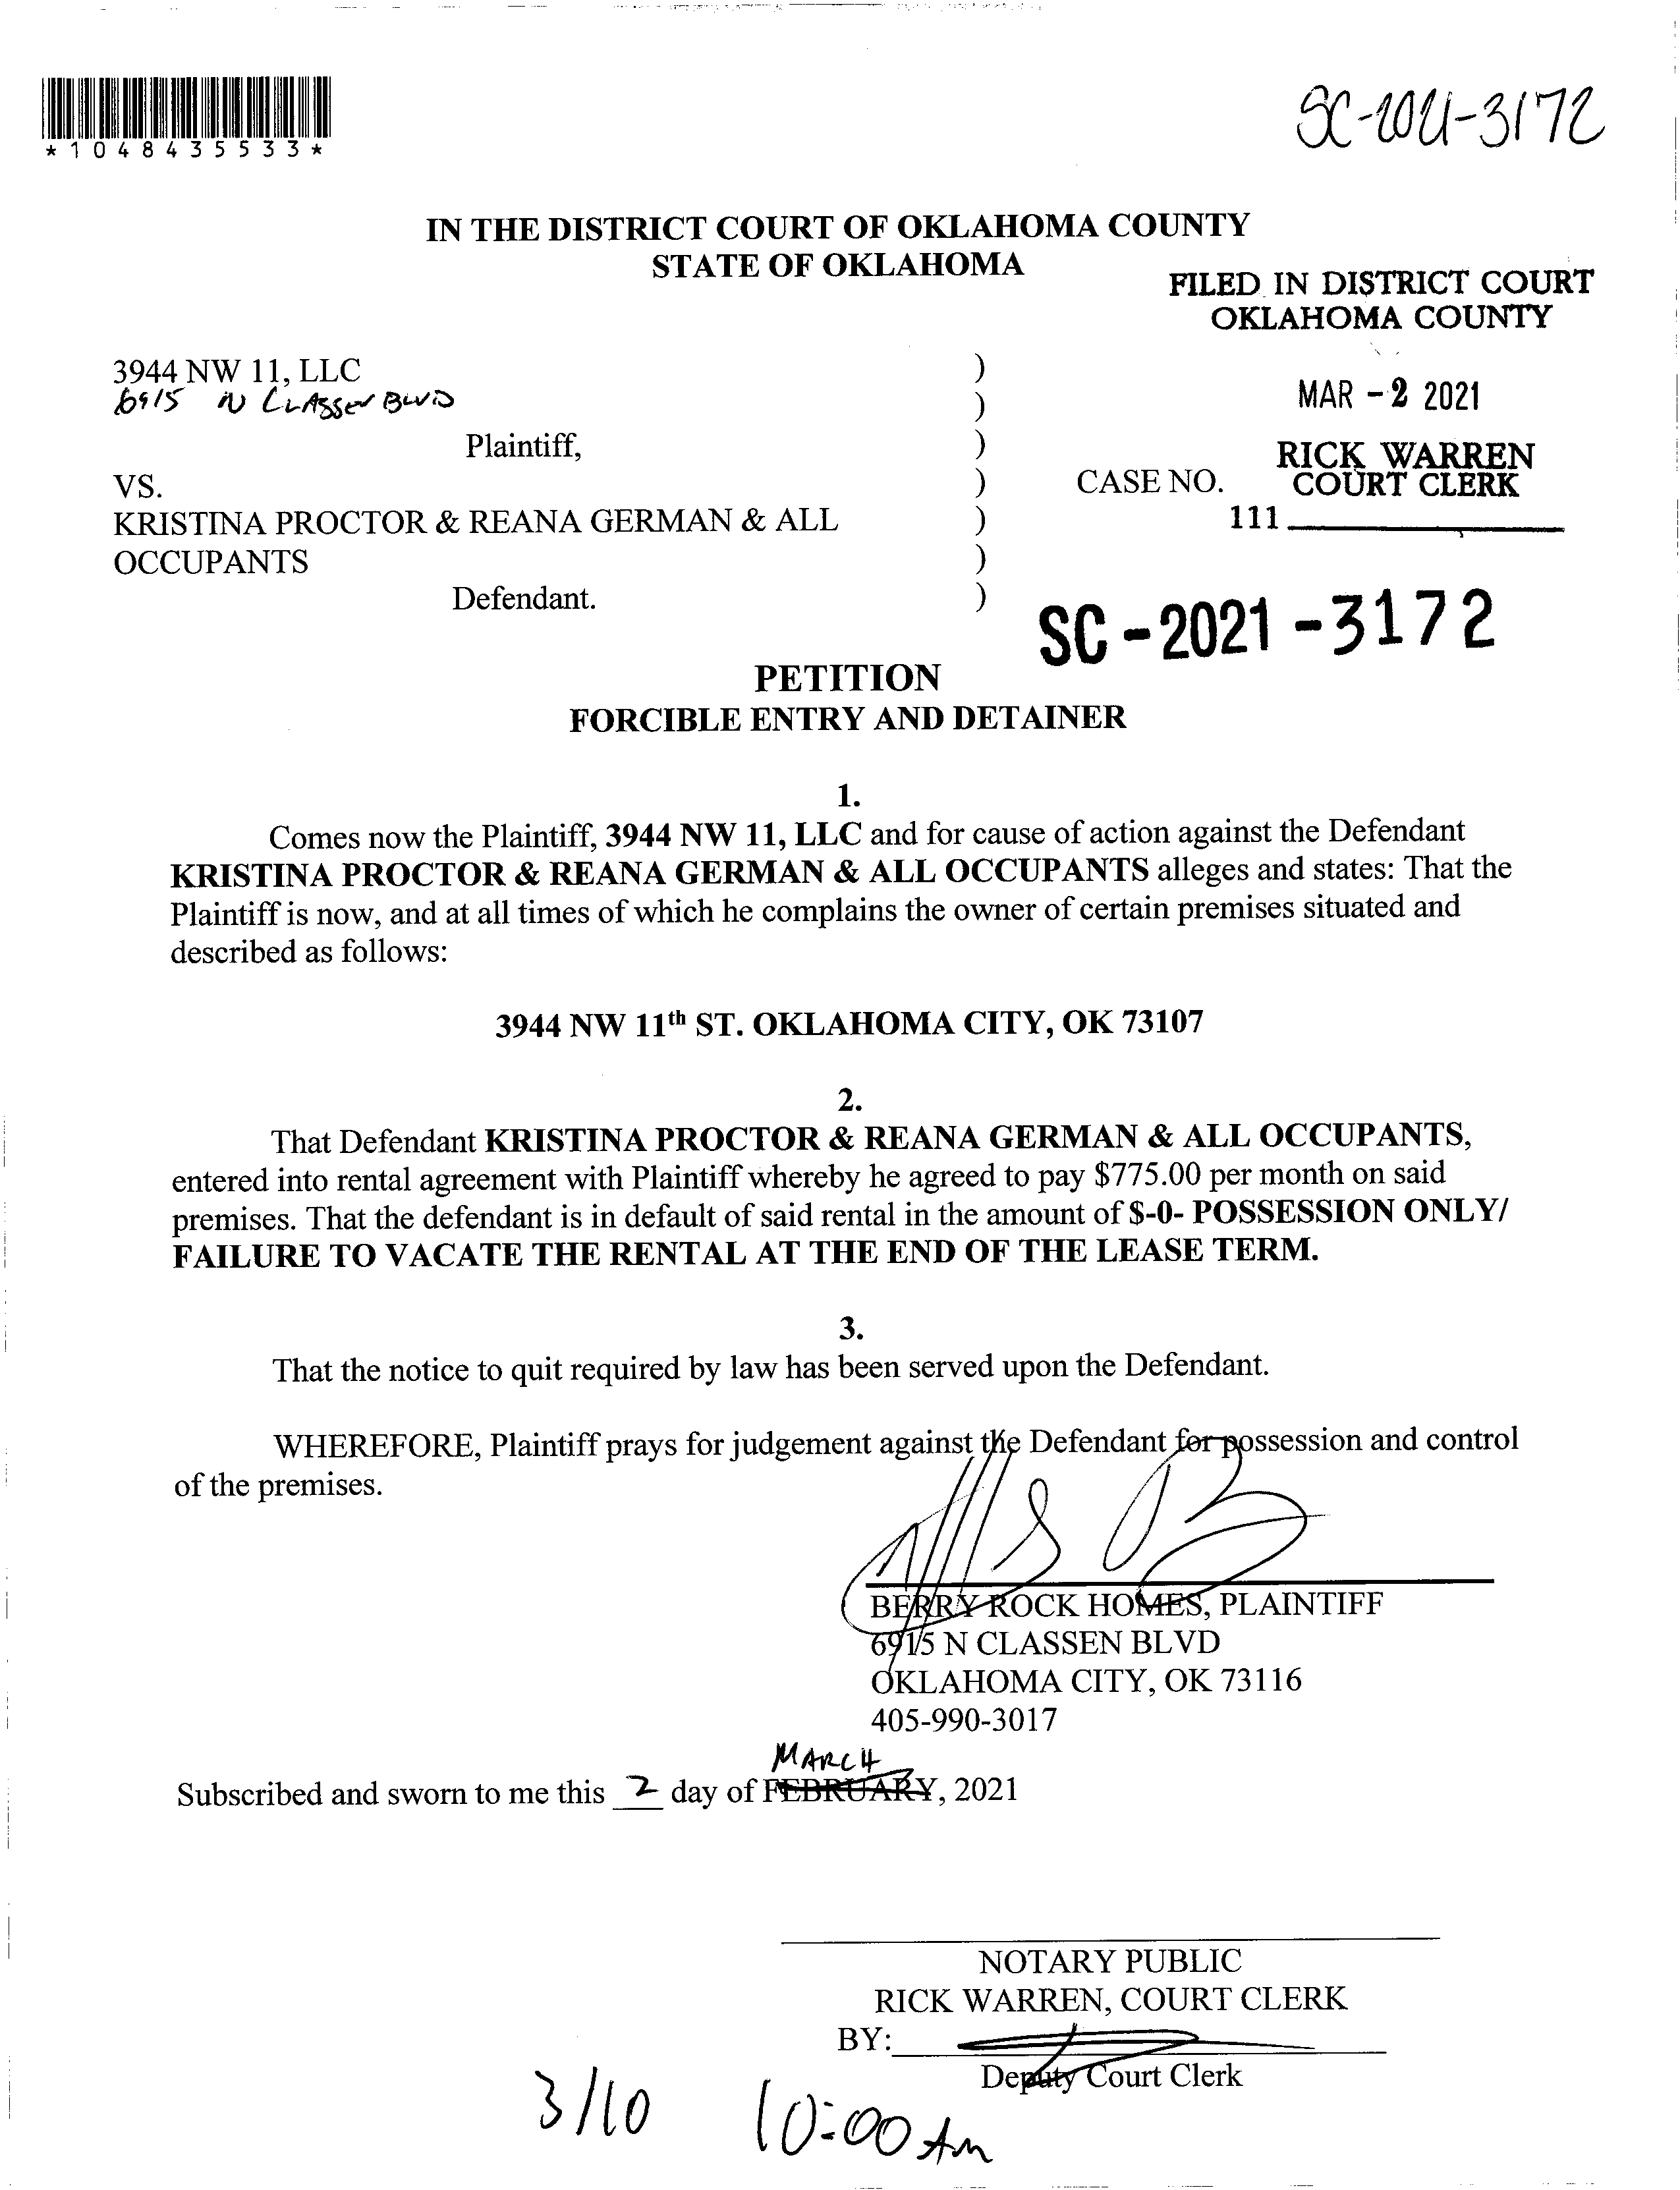 *1048435533*
SC-2021-3172
IN THE DISTRICT COURT OF OKLAHOMA COUNTY
STATE OF OKLAHOMA
FILED IN DISTRICT COURT
OKLAHOMA COUNTY
3944 NW 11, LLC )
6915 N CLASSEN BLVD )
MAR - 2 2021
Plaintiff, )
RICK WARREN
COURT CLERK
VS. ) CASE NO.
KRISTINA PROCTOR & REANA GERMAN & ALL ) 111
OCCUPANTS )
Defendant. )
SC-2021-3172
PETITION
FORCIBLE ENTRY AND DETAINER
1.
Comes now the Plaintiff, 3944 NW 11, LLC and for cause of action against the Defendant
KRISTINA PROCTOR & REANA GERMAN & ALL OCCUPANTS alleges and states: That the
Plaintiff is now, and at all times of which he complains the owner of certain premises situated and
described as follows:
3944 NW 11th ST. OKLAHOMA CITY, OK 73107
2.
That Defendant KRISTINA PROCTOR & REANA GERMAN & ALL OCCUPANTS,
entered into rental agreement with Plaintiff whereby he agreed to pay $775.00 per month on said
premises. That the defendant is in default of said rental in the amount of $-0- POSSESSION ONLY/
FAILURE TO VACATE THE RENTAL AT THE END OF THE LEASE TERM.
3.
That the notice to quit required by law has been served upon the Defendant.
WHEREFORE, Plaintiff prays for judgement against the Defendant for possession and control
of the premises.
BERRY ROCK HOMES, PLAINTIFF
6915 N CLASSEN BLVD
OKLAHOMA CITY, OK 73116
405-990-3017
MARCH
Subscribed and sworn to me this 2 day of FEBRUARY, 2021
NOTARY PUBLIC
RICK WARREN, COURT CLERK
BY:
Deputy Court Clerk
3/10 10:00 Am